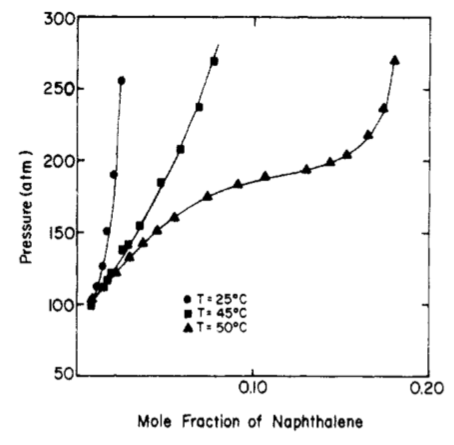 300
250
200
150
100
50
Pressure (atm)
● T= 25°C
■ T= 45°C
▲ T= 50°C
0.10
0.20
Mole Fraction of Naphthalene